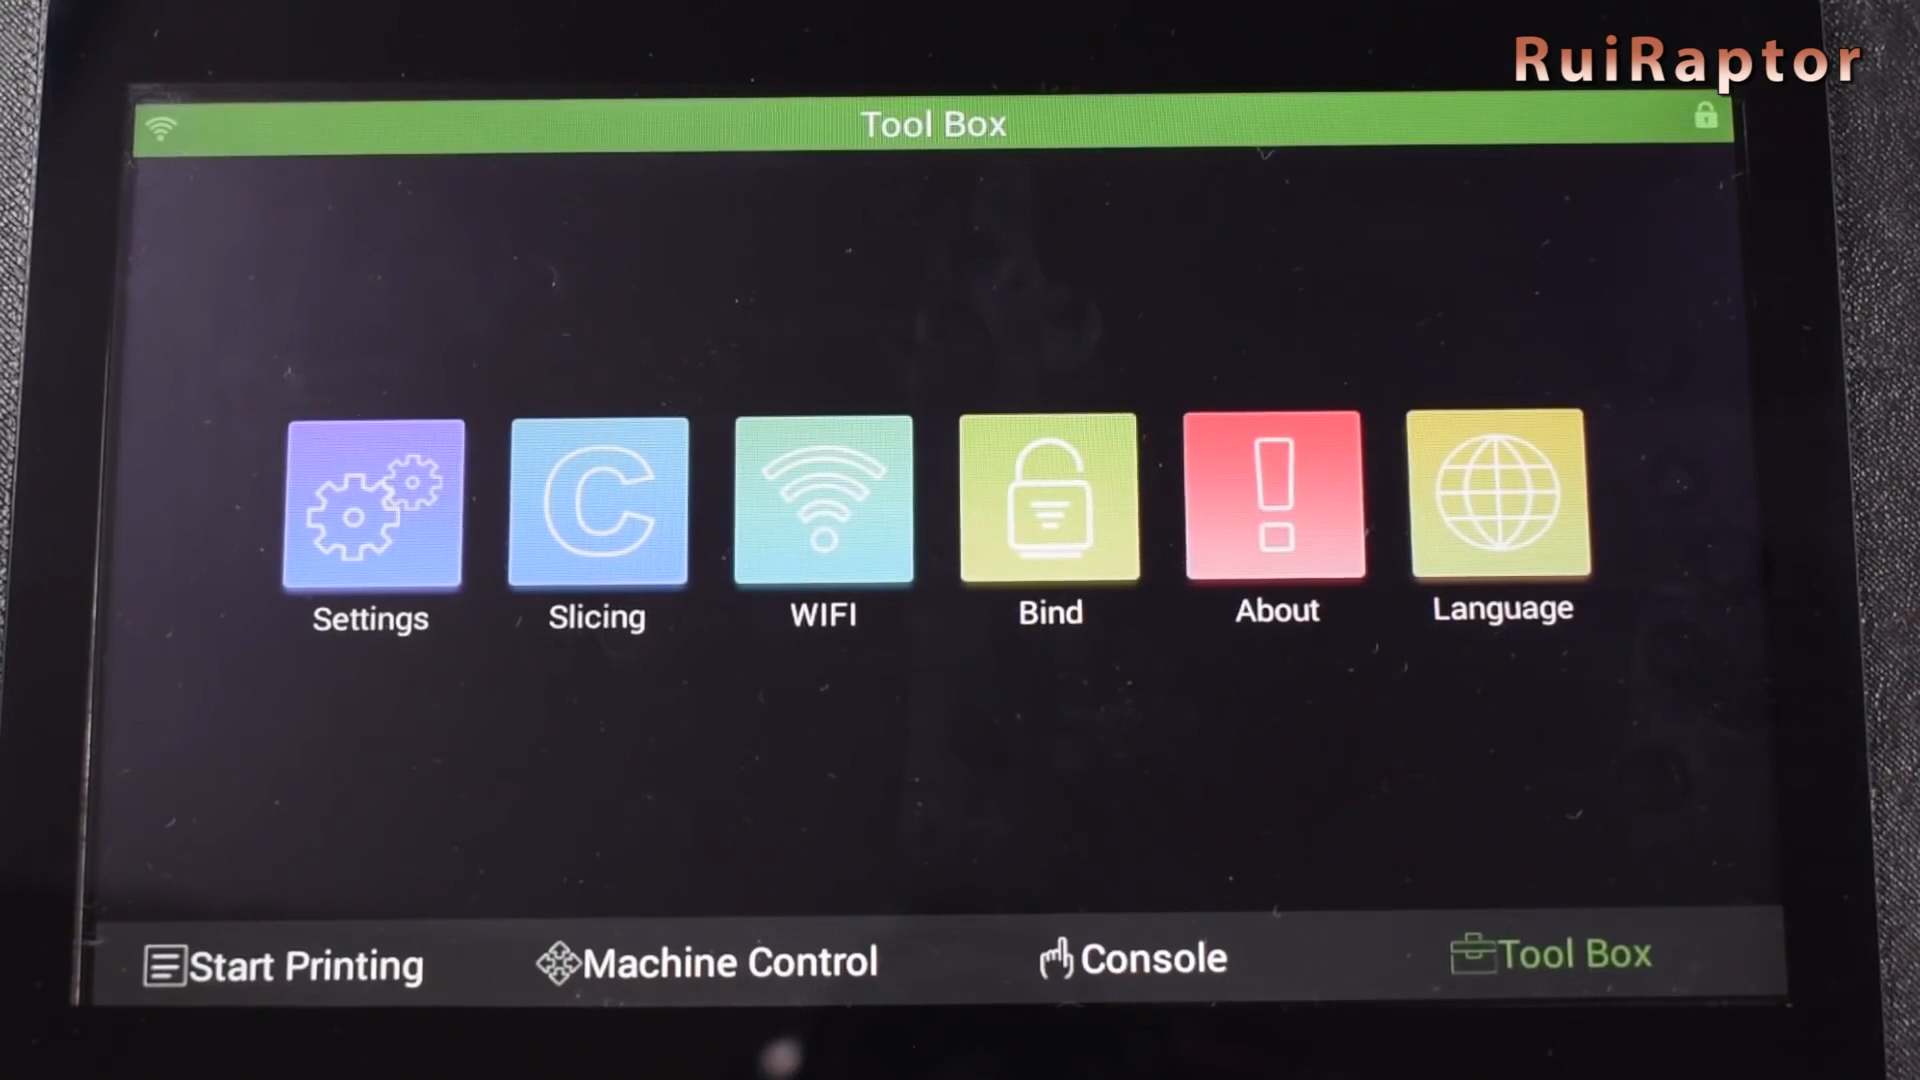 RuiRaptor
Tool Box
Settings
C
Slicing
WIFI
Bind
About
Language
Start Printing
Machine Control
Console
Tool Box